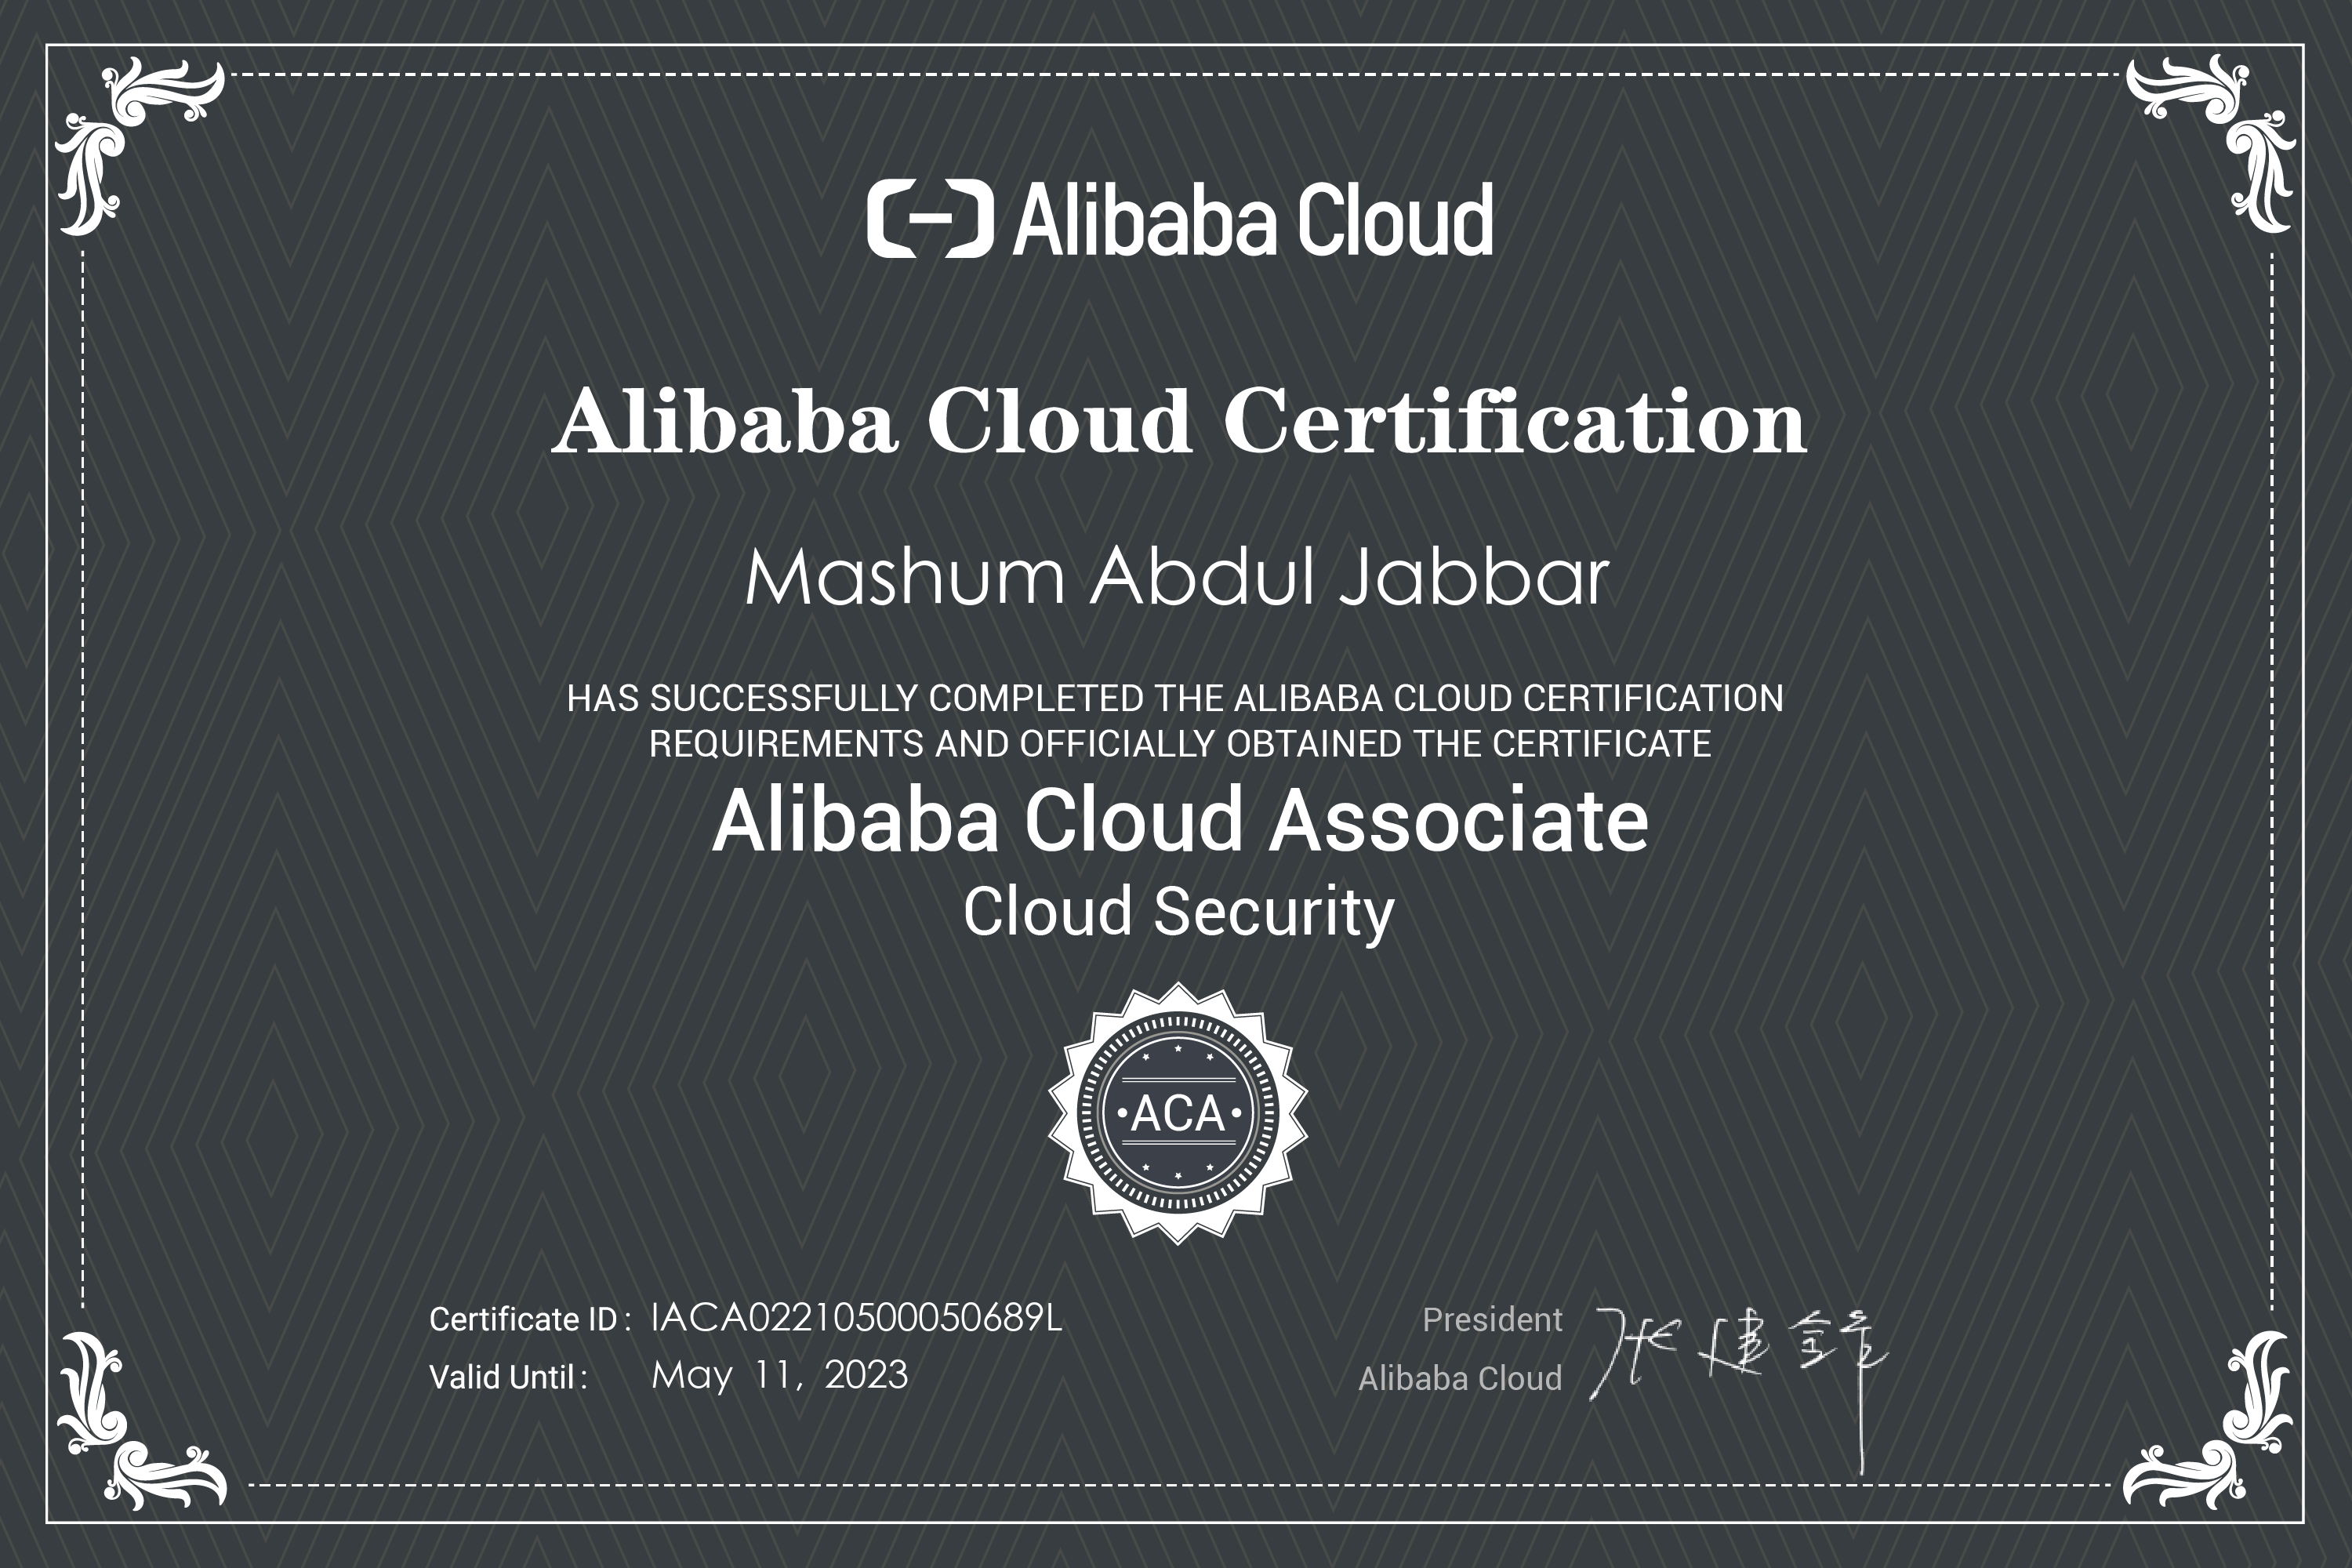 Alibaba Cloud
Alibaba Cloud Certification
Mashum Abdul Jabbar
HAS SUCCESSFULLY COMPLETED THE ALIBABA CLOUD CERTIFICATION
REQUIREMENTS AND OFFICIALLY OBTAINED THE CERTIFICATE
Alibaba Cloud Associate
Cloud Security
•ACA•
Certificate ID : IACA02210500050689L
Valid Until : May 11, 2023
President
Alibaba Cloud
张建锋